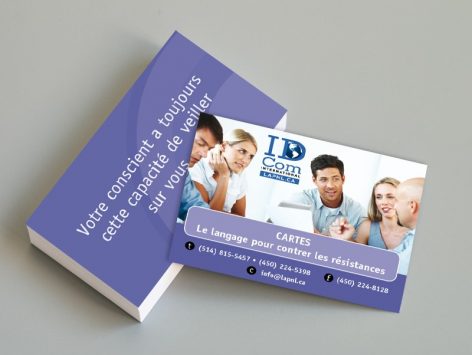 Votre conscient a toujours
cette capacité de veiller
sur vous
ID
Com
INTERNATIONAL
LAPNL.CA
CARTES
Le langage pour contrer les résistances
t (514) 815-5457 • (450) 224-5398
f (450) 224-8128
c info@lapnl.ca